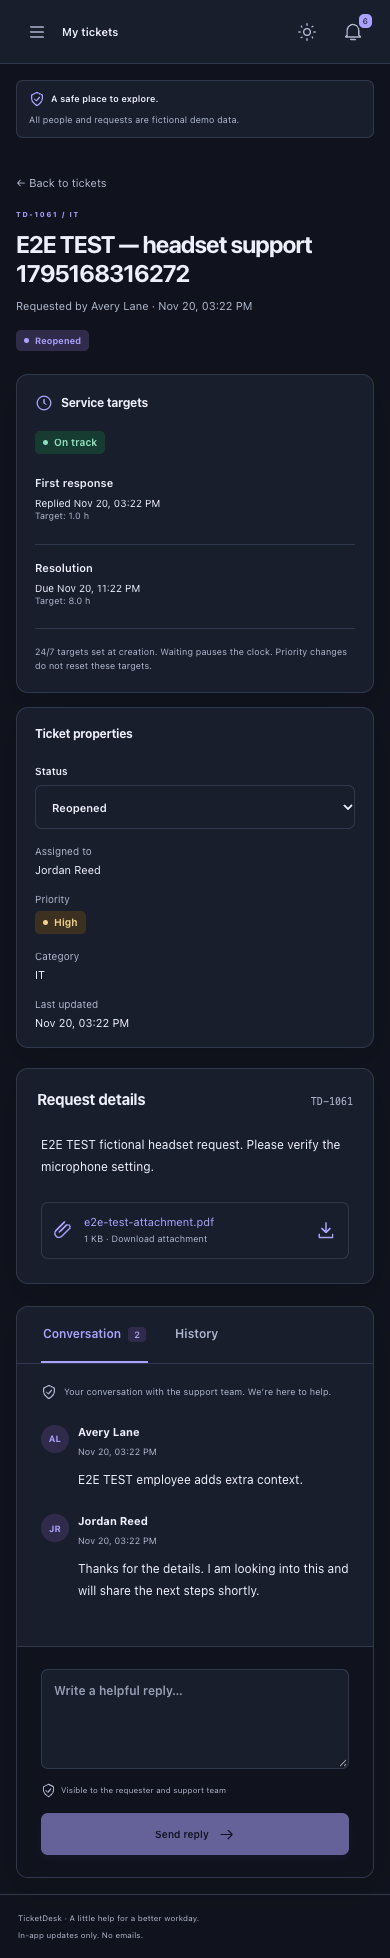 My tickets
6
A safe place to explore.
All people and requests are fictional demo data.
← Back to tickets
TD-1061 / IT
E2E TEST — headset support
1795168316272
Requested by Avery Lane · Nov 20, 03:22 PM
Reopened
Service targets
On track
First response
Replied Nov 20, 03:22 PM
Target: 1.0 h
Resolution
Due Nov 20, 11:22 PM
Target: 8.0 h
24/7 targets set at creation. Waiting pauses the clock. Priority changes
do not reset these targets.
Ticket properties
Status
Reopened
Assigned to
Jordan Reed
Priority
High
Category
IT
Last updated
Nov 20, 03:22 PM
Request details
TD-1061
E2E TEST fictional headset request. Please verify the
microphone setting.
e2e-test-attachment.pdf
1 KB · Download attachment
Conversation 2
History
Your conversation with the support team. We're here to help.
AL
Avery Lane
Nov 20, 03:22 PM
E2E TEST employee adds extra context.
JR
Jordan Reed
Nov 20, 03:22 PM
Thanks for the details. I am looking into this and
will share the next steps shortly.
Write a helpful reply...
Visible to the requester and support team
Send reply →
TicketDesk · A little help for a better workday.
In-app updates only. No emails.